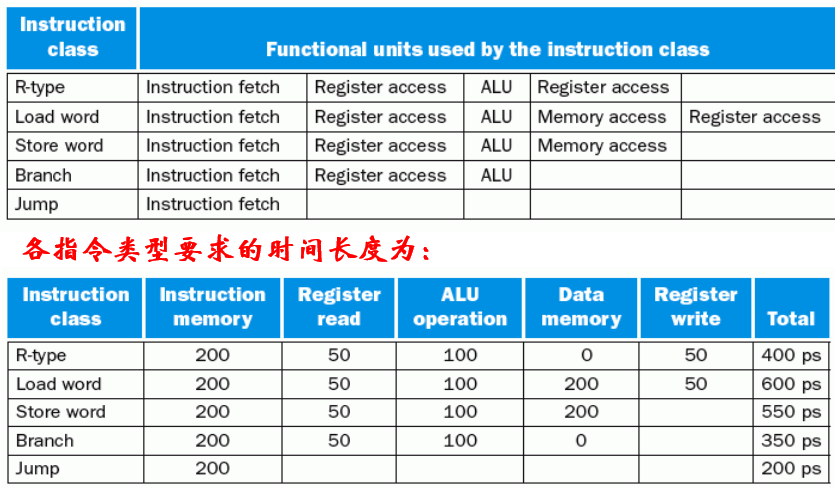 Instruction class Functional units used by the instruction class
R-type Instruction fetch Register access ALU Register access
Load word Instruction fetch Register access ALU Memory access Register access
Store word Instruction fetch Register access ALU Memory access
Branch Instruction fetch Register access ALU
Jump Instruction fetch
各指令类型要求的时间长度为：
Instruction class Instruction memory Register read ALU operation Data memory Register write Total
R-type 200 50 100 0 50 400 ps
Load word 200 50 100 200 50 600 ps
Store word 200 50 100 200 550 ps
Branch 200 50 100 0 350 ps
Jump 200 200 ps